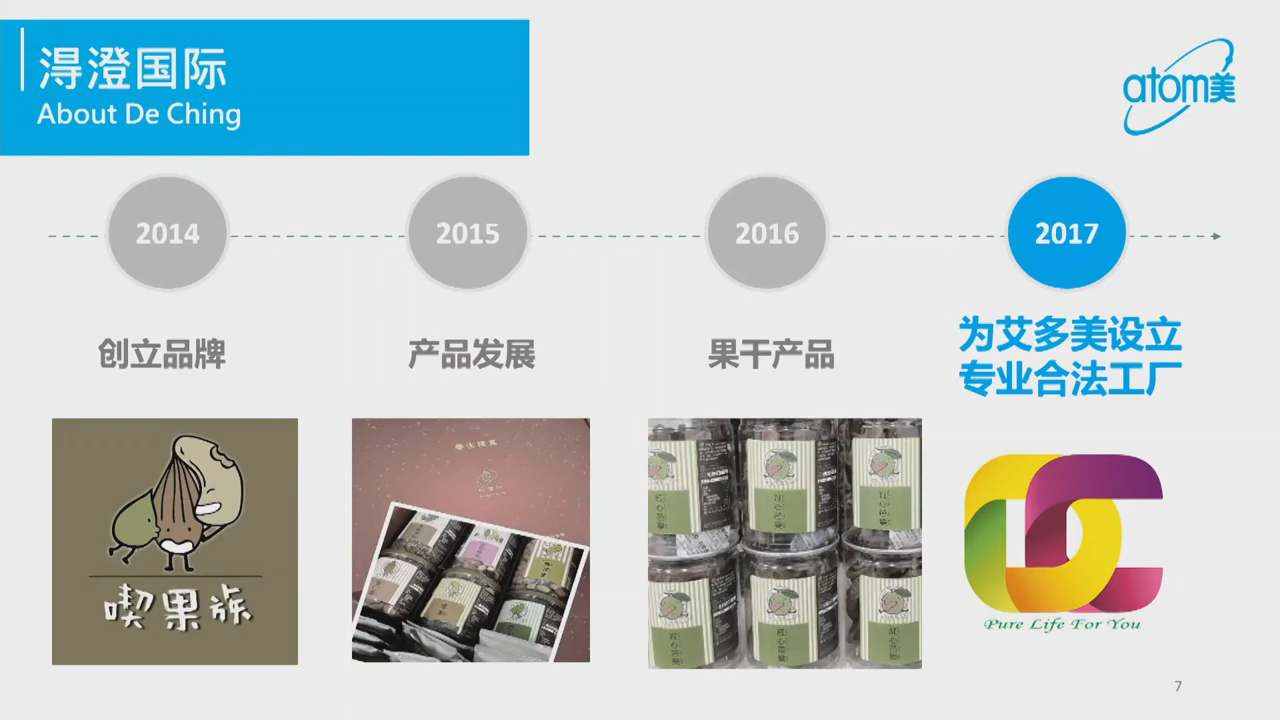 淂澄国际
About De Ching
atom美
2014
2015
2016
2017
创立品牌
产品发展
果干产品
为艾多美设立
专业合法工厂
喫果族
Pure Life For You
7